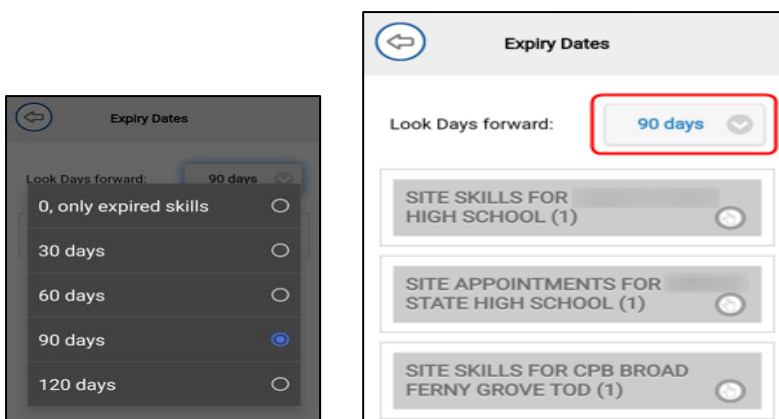 Expiry Dates
Look Days forward: 90 days
0, only expired skills
30 days
60 days
90 days
120 days
Expiry Dates
Look Days forward: 90 days
SITE SKILLS FOR
HIGH SCHOOL (1)
SITE APPOINTMENTS FOR
STATE HIGH SCHOOL (1)
SITE SKILLS FOR CPB BROAD
FERNY GROVE TOD (1)